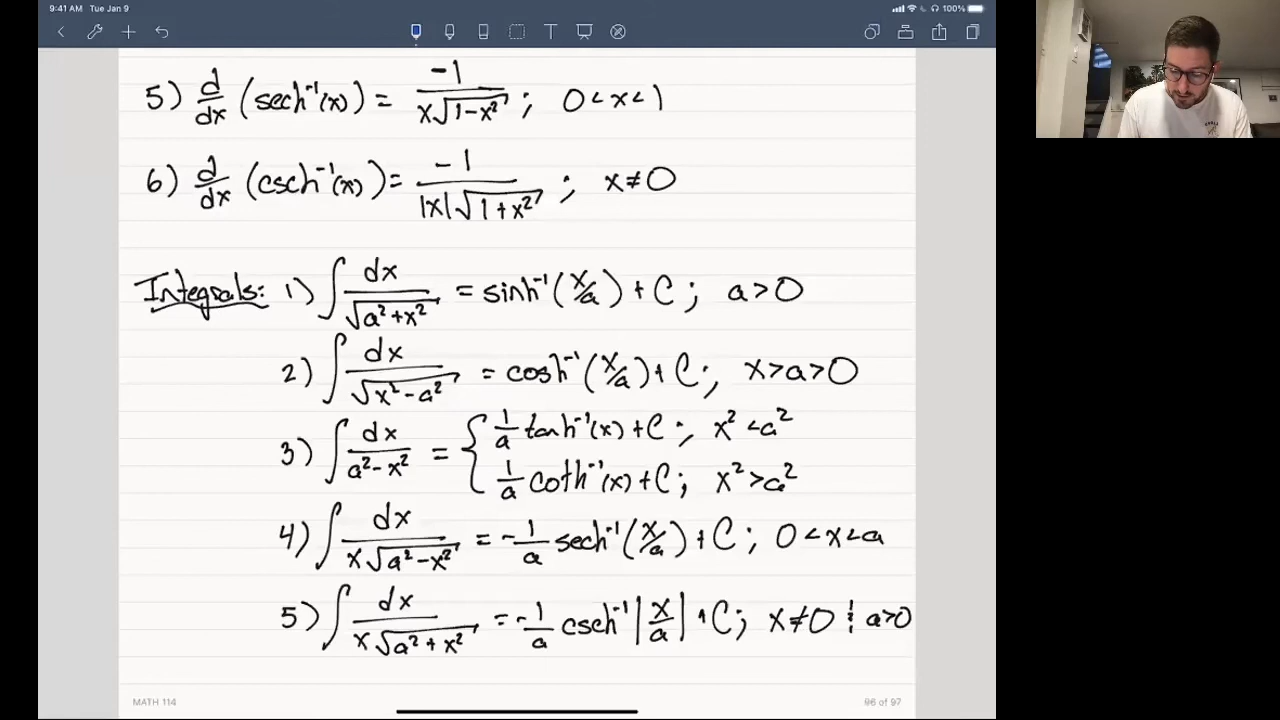 9:41 AM Tue Jan 9
100%
5) d/dx (sech⁻¹(x)) = -1/(x√(1-x²)) ; 0<x<1
6) d/dx (csch⁻¹(x)) = -1/(|x|√(1+x²)) ; x≠0
Integrals: 1) ∫ dx/√(a²+x²) = sinh⁻¹(x/a) + C ; a>0
2) ∫ dx/√(x²-a²) = cosh⁻¹(x/a) + C ; x>a>0
3) ∫ dx/(a²-x²) = { 1/a tanh⁻¹(x) + C ; x²<a²
1/a coth⁻¹(x) + C ; x²>a²
4) ∫ dx/(x√(a²-x²)) = -1/a sech⁻¹(x/a) + C ; 0<x<a
5) ∫ dx/(x√(a²+x²)) = -1/a csch⁻¹|x/a| + C ; x≠0 & a>0
MATH 114
96 of 97